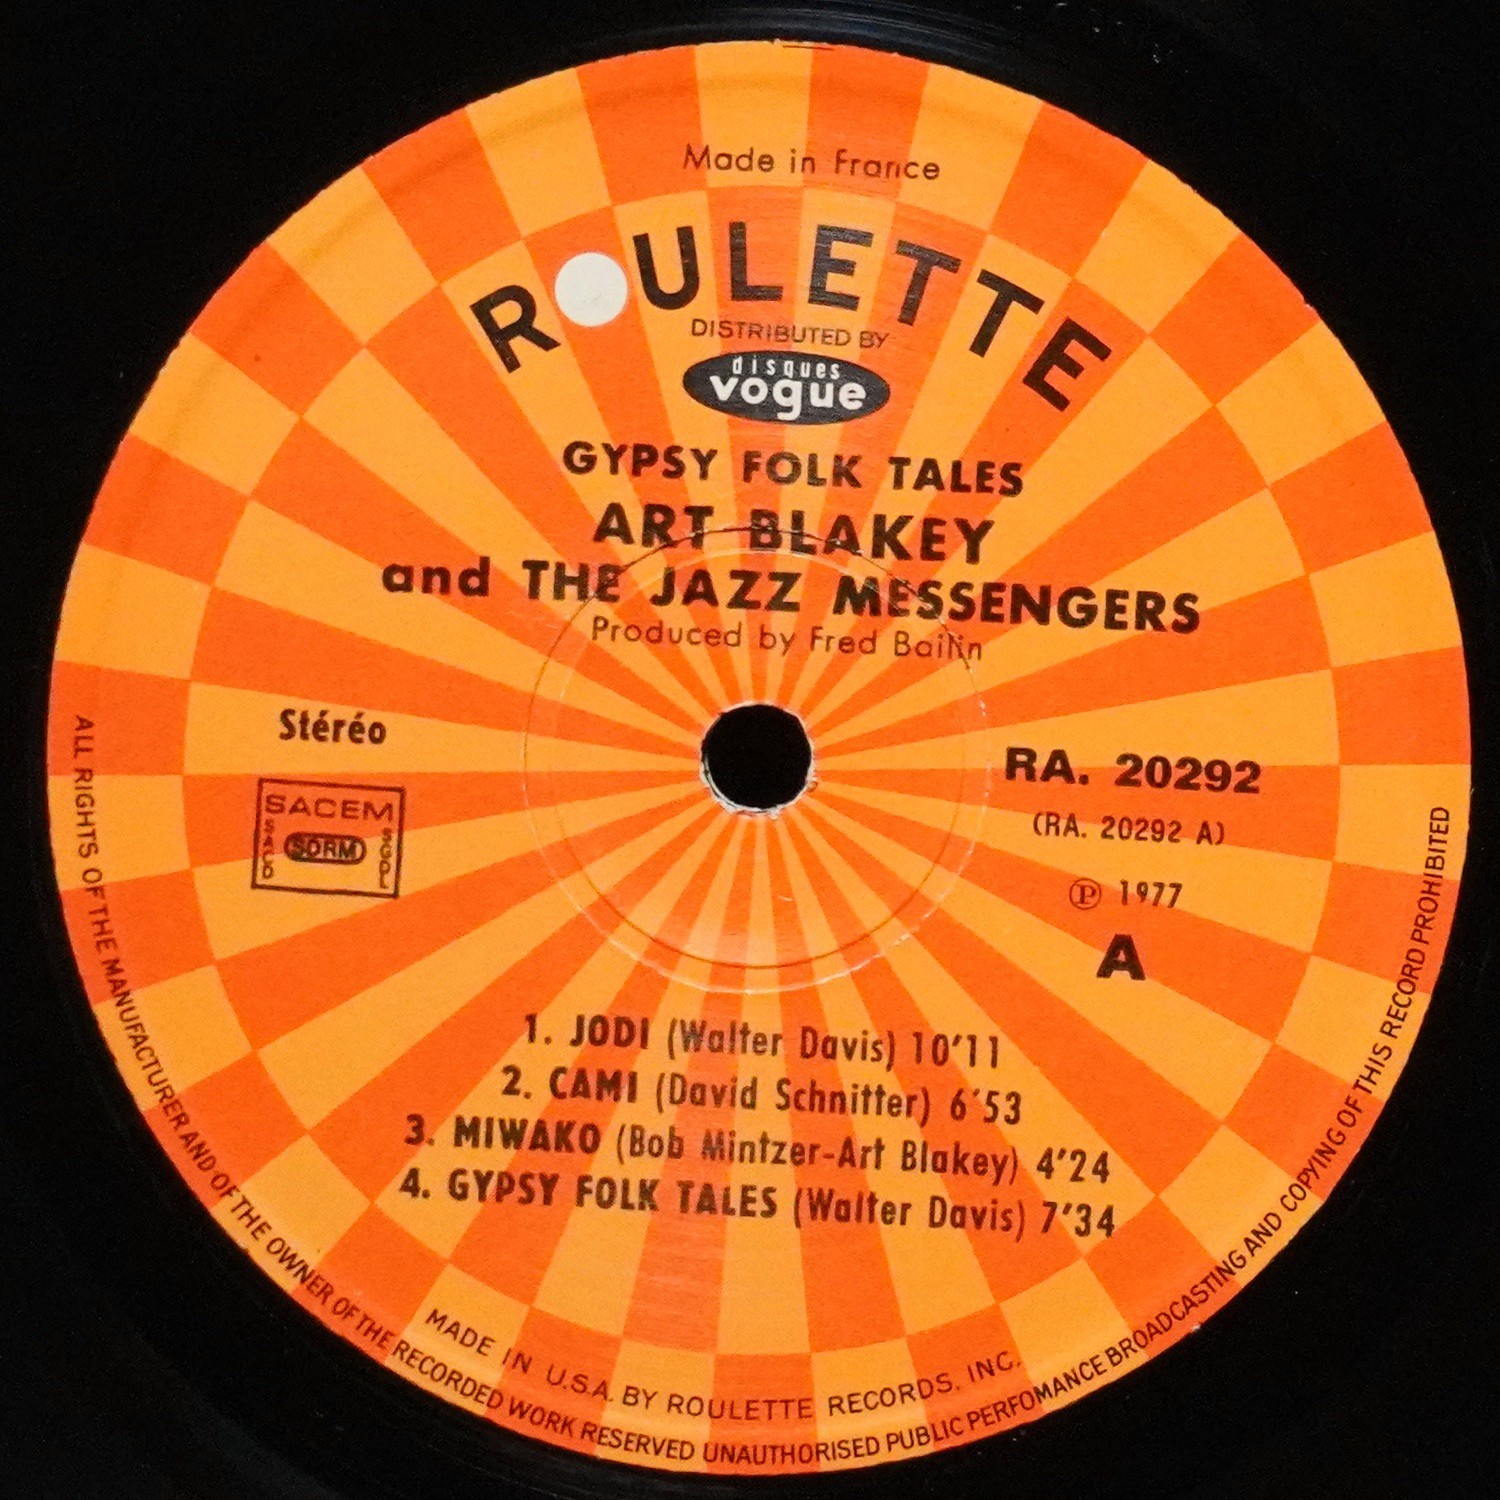 Made in France
ROULETTE
DISTRIBUTED BY
disques
vogue
GYPSY FOLK TALES
ART BLAKEY
and THE JAZZ MESSENGERS
Produced by Fred Bailin
Stéréo
SACEM
SACD
SDRM
SGDL
RA. 20292
(RA. 20292 A)
℗ 1977
A
1. JODI (Walter Davis) 10'11
2. CAMI (David Schnitter) 6'53
3. MIWAKO (Bob Mintzer-Art Blakey) 4'24
4. GYPSY FOLK TALES (Walter Davis) 7'34
MADE IN U.S.A. BY ROULETTE RECORDS, INC.
ALL RIGHTS OF THE MANUFACTURER AND OF THE OWNER OF THE RECORDED WORK RESERVED UNAUTHORISED PUBLIC PERFOMANCE BROADCASTING AND COPYING OF THIS RECORD PROHIBITED